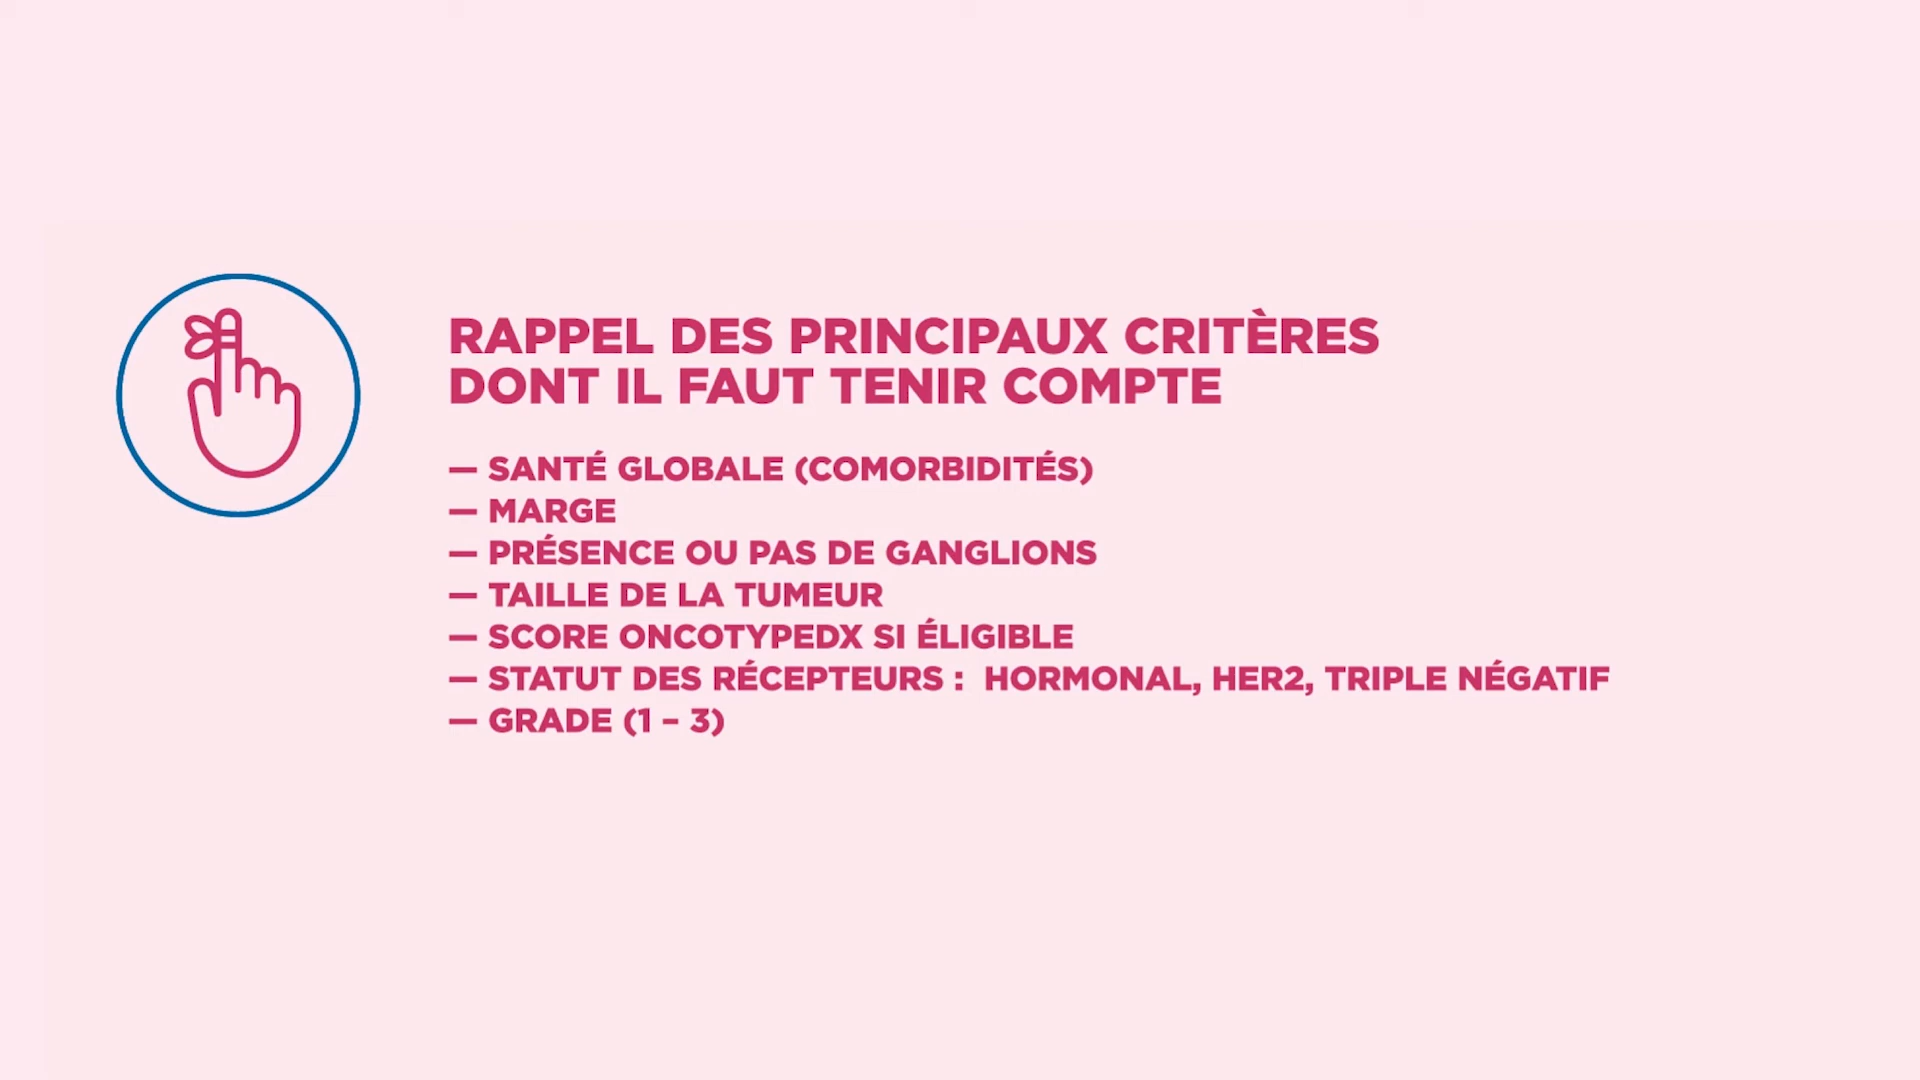 RAPPEL DES PRINCIPAUX CRITÈRES
DONT IL FAUT TENIR COMPTE
— SANTÉ GLOBALE (COMORBIDITÉS)
— MARGE
— PRÉSENCE OU PAS DE GANGLIONS
— TAILLE DE LA TUMEUR
— SCORE ONCOTYPEDX SI ÉLIGIBLE
— STATUT DES RÉCEPTEURS :  HORMONAL, HER2, TRIPLE NÉGATIF
— GRADE (1 – 3)